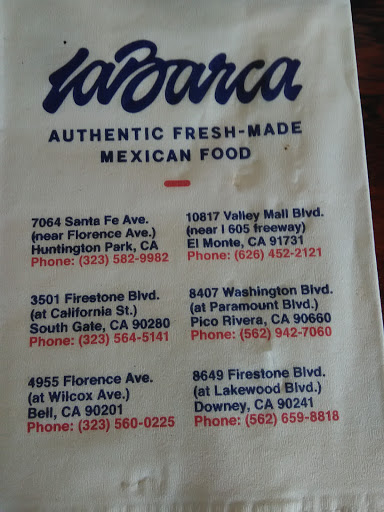 LaBarca
AUTHENTIC FRESH-MADE
MEXICAN FOOD
7064 Santa Fe Ave.
(near Florence Ave.)
Huntington Park, CA
Phone: (323) 582-9982
10817 Valley Mall Blvd.
(near I 605 freeway)
El Monte, CA 91731
Phone: (626) 452-2121
3501 Firestone Blvd.
(at California St.)
South Gate, CA 90280
Phone: (323) 564-5141
8407 Washington Blvd.
(at Paramount Blvd.)
Pico Rivera, CA 90660
Phone: (562) 942-7060
4955 Florence Ave.
(at Wilcox Ave.)
Bell, CA 90201
Phone: (323) 560-0225
8649 Firestone Blvd.
(at Lakewood Blvd.)
Downey, CA 90241
Phone: (562) 659-8818